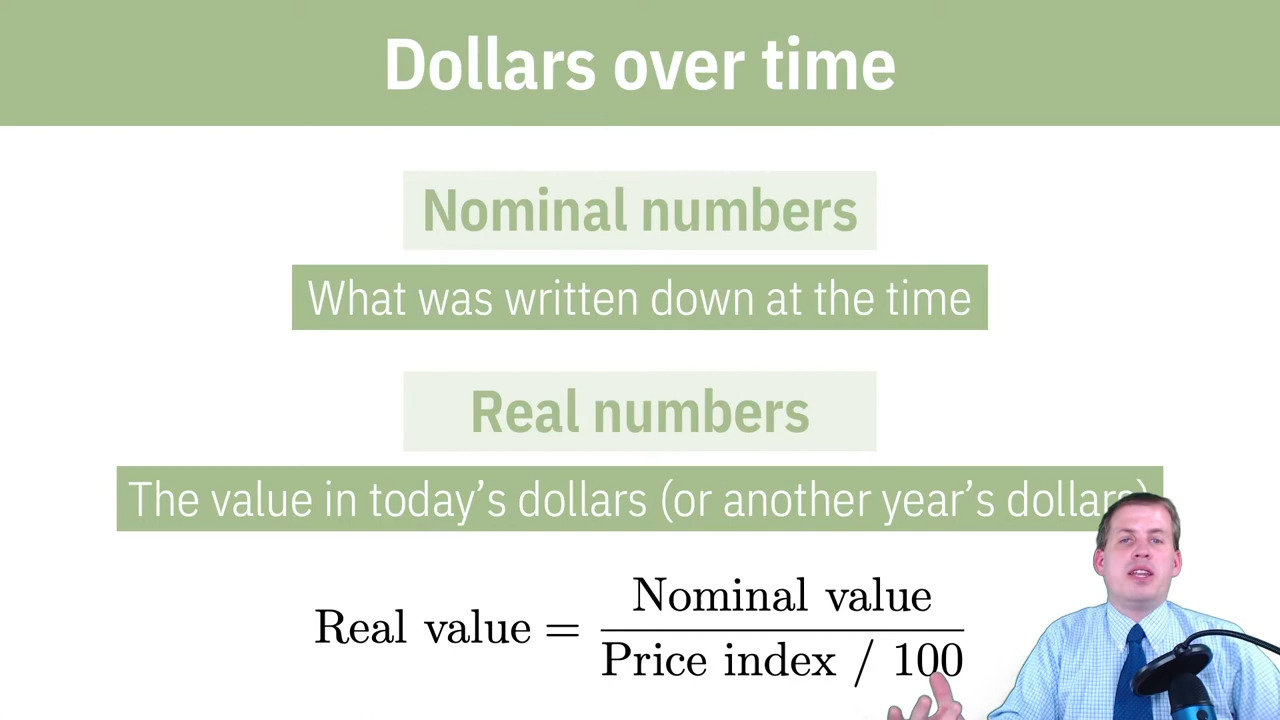 Dollars over time
Nominal numbers
What was written down at the time
Real numbers
The value in today’s dollars (or another year’s dollars)
Real value = Nominal value
Price index / 100